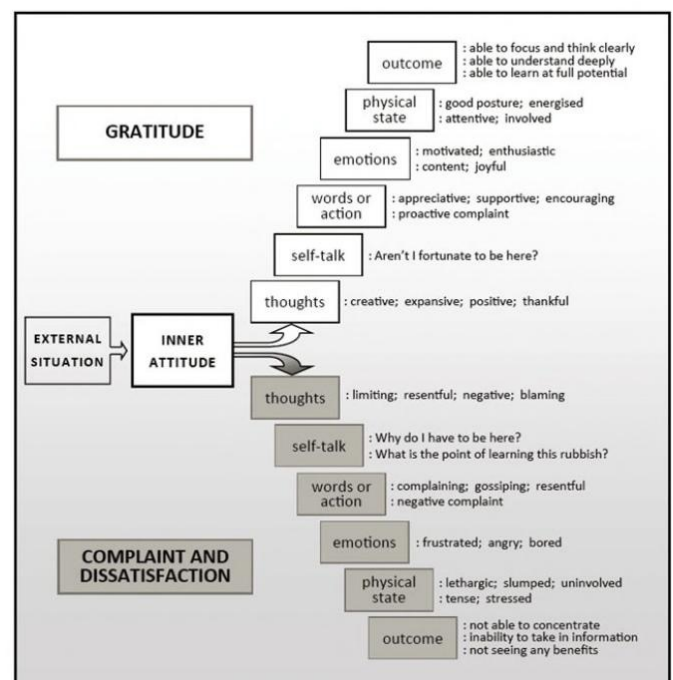 outcome
: able to focus and think clearly
: able to understand deeply
: able to learn at full potential
physical
state
: good posture; energised
: attentive; involved
GRATITUDE
emotions
: motivated; enthusiastic
: content; joyful
words or
action
: appreciative; supportive; encouraging
: proactive complaint
self-talk
: Aren't I fortunate to be here?
thoughts
: creative; expansive; positive; thankful
EXTERNAL
SITUATION
INNER
ATTITUDE
thoughts
: limiting; resentful; negative; blaming
self-talk
: Why do I have to be here?
: What is the point of learning this rubbish?
words or
action
: complaining; gossiping; resentful
: negative complaint
emotions
: frustrated; angry; bored
COMPLAINT AND
DISSATISFACTION
physical
state
: lethargic; slumped; uninvolved
: tense; stressed
outcome
: not able to concentrate
: inability to take in information
: not seeing any benefits